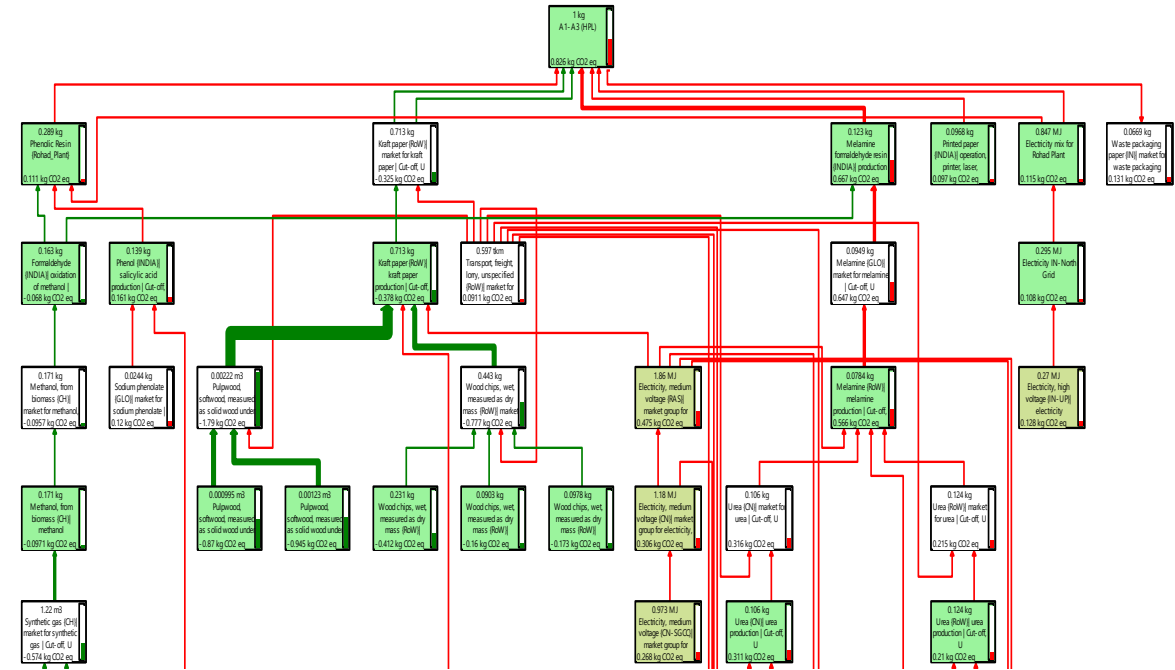 1 kg
A1- A3 (HPL)
0.826 kg CO2 eq
0.289 kg
Phenolic Resin
(Rohad_Plant)
0.111 kg CO2 eq
0.713 kg
Kraft paper (RoW)|
market for kraft
paper | Cut- off, U
- 0.325 kg CO2 eq
0.123 kg
Melamine
formaldehyde resin
(INDIA)| production
0.667 kg CO2 eq
0.0968 kg
Printed paper
(INDIA)| operation,
printer, laser,
0.097 kg CO2 eq
0.847 MJ
Electricity mix for
Rohad Plant
0.115 kg CO2 eq
0.0669 kg
Waste packaging
paper (IN)| market for
waste packaging
0.131 kg CO2 eq
0.163 kg
Formaldehyde
(INDIA)| oxidation
of methanol |
- 0.068 kg CO2 eq
0.139 kg
Phenol (INDIA)|
salicylic acid
production | Cut- off,
0.161 kg CO2 eq
0.713 kg
Kraft paper (RoW)|
kraft paper
production | Cut- off,
- 0.378 kg CO2 eq
0.597 tkm
Transport, freight,
lorry, unspecified
(RoW)| market for
0.0911 kg CO2 eq
0.0949 kg
Melamine (GLO)|
market for melamine
| Cut- off, U
0.647 kg CO2 eq
0.295 MJ
Electricity IN- North
Grid
0.108 kg CO2 eq
0.171 kg
Methanol, from
biomass (CH)|
market for methanol,
- 0.0957 kg CO2 eq
0.0244 kg
Sodium phenolate
(GLO)| market for
sodium phenolate |
0.12 kg CO2 eq
0.00222 m3
Pulpwood,
softwood, measured
as solid wood under
- 1.79 kg CO2 eq
0.443 kg
Wood chips, wet,
measured as dry
mass (RoW)| market
- 0.777 kg CO2 eq
1.86 MJ
Electricity, medium
voltage (RAS)|
market group for
0.475 kg CO2 eq
0.0784 kg
Melamine (RoW)|
melamine
production | Cut- off,
0.566 kg CO2 eq
0.27 MJ
Electricity, high
voltage (IN- UP)|
electricity
0.128 kg CO2 eq
0.171 kg
Methanol, from
biomass (CH)|
methanol
- 0.0971 kg CO2 eq
0.000995 m3
Pulpwood,
softwood, measured
as solid wood under
- 0.87 kg CO2 eq
0.00123 m3
Pulpwood,
softwood, measured
as solid wood under
- 0.945 kg CO2 eq
0.231 kg
Wood chips, wet,
measured as dry
mass (RoW)|
- 0.412 kg CO2 eq
0.0903 kg
Wood chips, wet,
measured as dry
mass (RoW)|
- 0.16 kg CO2 eq
0.0978 kg
Wood chips, wet,
measured as dry
mass (RoW)|
- 0.173 kg CO2 eq
1.18 MJ
Electricity, medium
voltage (CN)| market
group for electricity,
0.306 kg CO2 eq
0.106 kg
Urea (CN)| market for
urea | Cut- off, U
0.316 kg CO2 eq
0.124 kg
Urea (RoW)| market
for urea | Cut- off, U
0.215 kg CO2 eq
1.22 m3
Synthetic gas (CH)|
market for synthetic
gas | Cut- off, U
- 0.574 kg CO2 eq
0.973 MJ
Electricity, medium
voltage (CN- SGCC)|
market group for
0.268 kg CO2 eq
0.106 kg
Urea (CN)| urea
production | Cut- off,
U
0.311 kg CO2 eq
0.124 kg
Urea (RoW)| urea
production | Cut- off,
U
0.21 kg CO2 eq